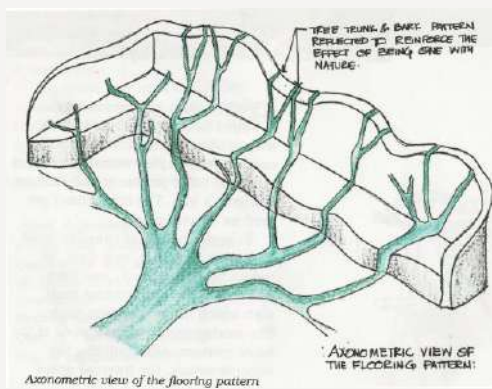 TREE TRUNK & BARK PATTERN
REFLECTED TO REINFORCE THE
EFFECT OF BEING ONE WITH
NATURE.
AXONOMETRIC VIEW OF
THE FLOORING PATTERN:
Axonometric view of the flooring pattern